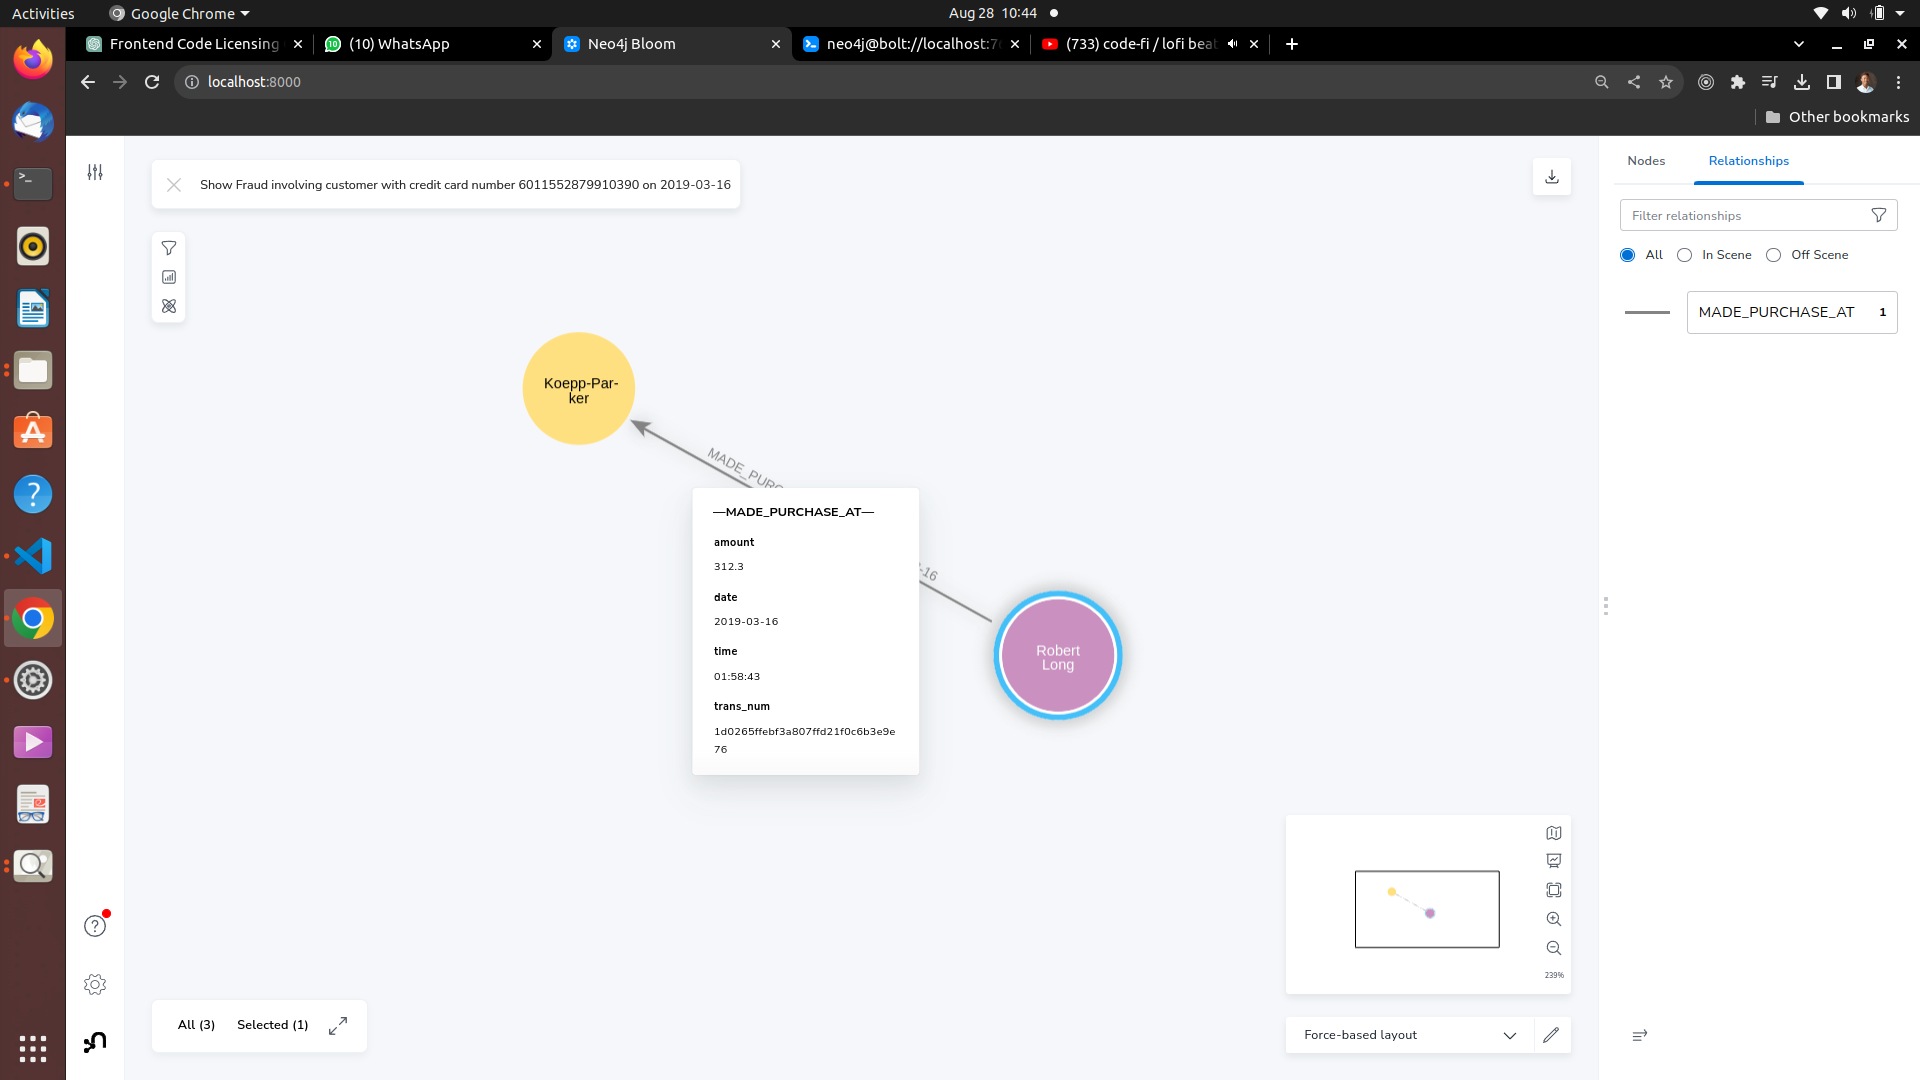 Activities
Google Chrome
Aug 28 10:44
Frontend Code Licensing
(10) WhatsApp
Neo4j Bloom
neo4j@bolt://localhost:7
(733) code-fi / lofi beat
localhost:8000
Other bookmarks
Show Fraud involving customer with credit card number 6011552879910390 on 2019-03-16
Nodes
Relationships
Filter relationships
All
In Scene
Off Scene
MADE_PURCHASE_AT 1
Koepp-Par-
ker
MADE_PURC
—MADE_PURCHASE_AT—
amount
312.3
date
2019-03-16
time
01:58:43
trans_num
1d0265ffebf3a807ffd21f0c6b3e9e
76
-16
Robert
Long
239%
All (3)
Selected (1)
Force-based layout